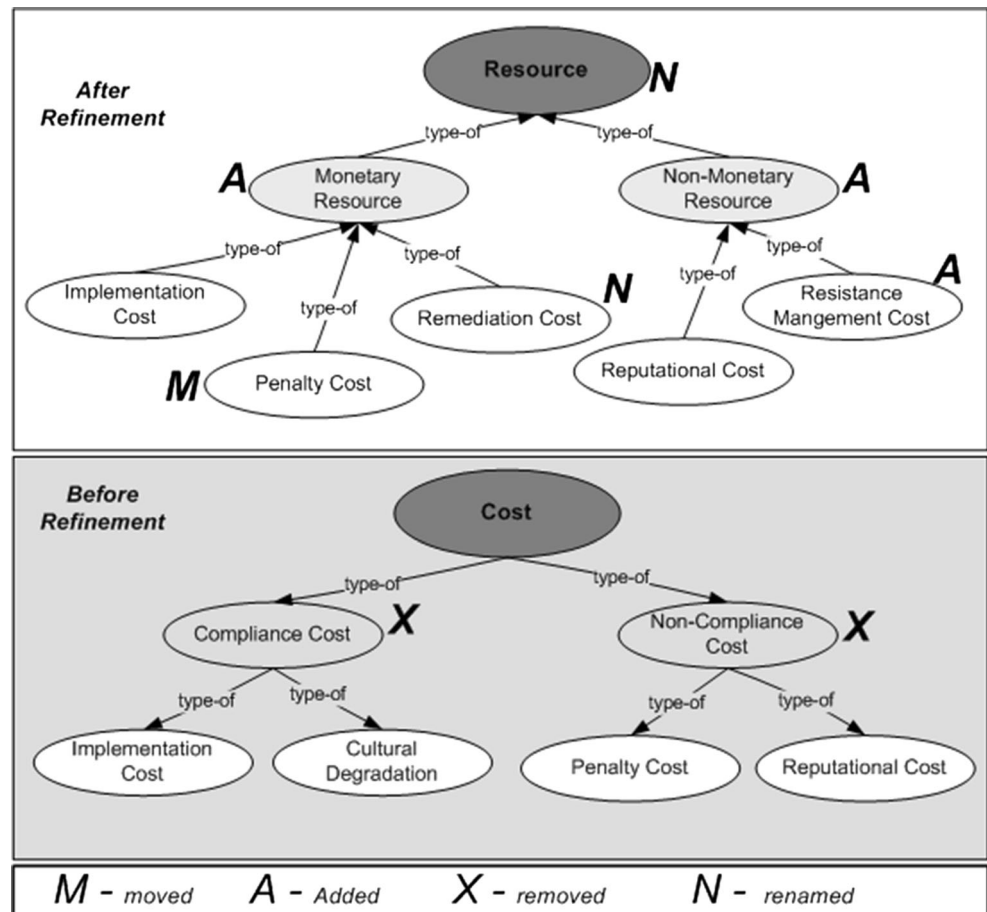 After
Refinement
Resource
N
type-of
type-of
A
Monetary
Resource
Non-Monetary
Resource
A
type-of
type-of
type-of
type-of
type-of
Implementation
Cost
Remediation Cost
N
Resistance
Mangement Cost
A
M
Penalty Cost
Reputational Cost
Before
Refinement
Cost
type-of
type-of
Compliance Cost
X
Non-Compliance
Cost
X
type-of
type-of
type-of
type-of
Implementation
Cost
Cultural
Degradation
Penalty Cost
Reputational Cost
M - moved A - Added X - removed N - renamed